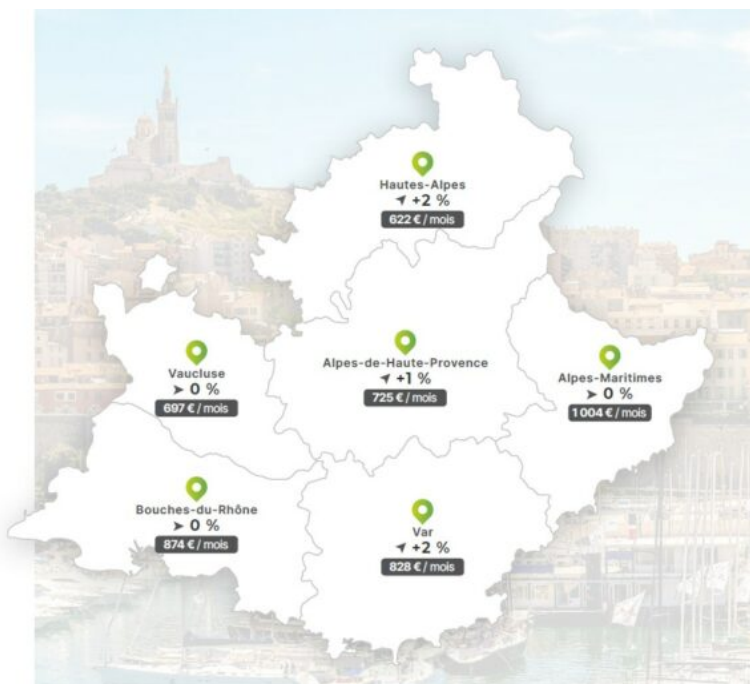 Hautes-Alpes
+2 %
622 € / mois
Vaucluse
0 %
697 € / mois
Alpes-de-Haute-Provence
+1 %
725 € / mois
Alpes-Maritimes
0 %
1 004 € / mois
Bouches-du-Rhône
0 %
874 € / mois
Var
+2 %
828 € / mois